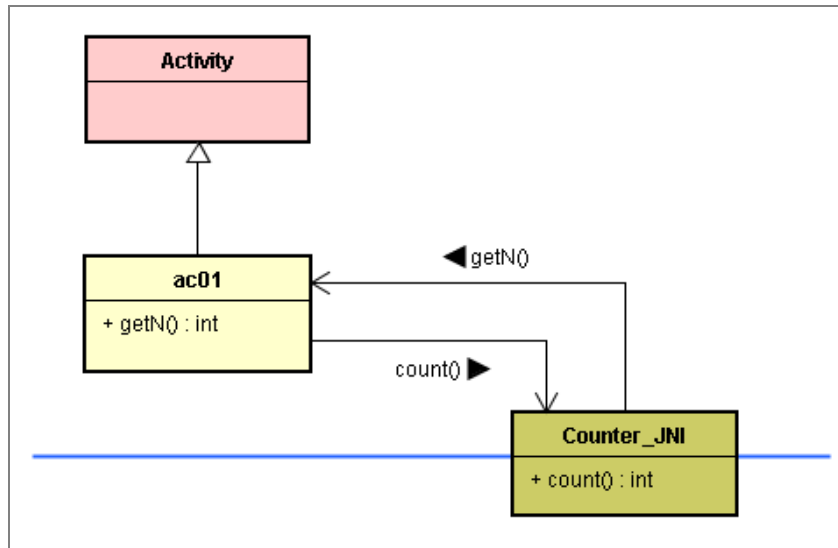 Activity
◀ getN()
ac01
+ getN() : int
count() ▶
Counter_JNI
+ count() : int